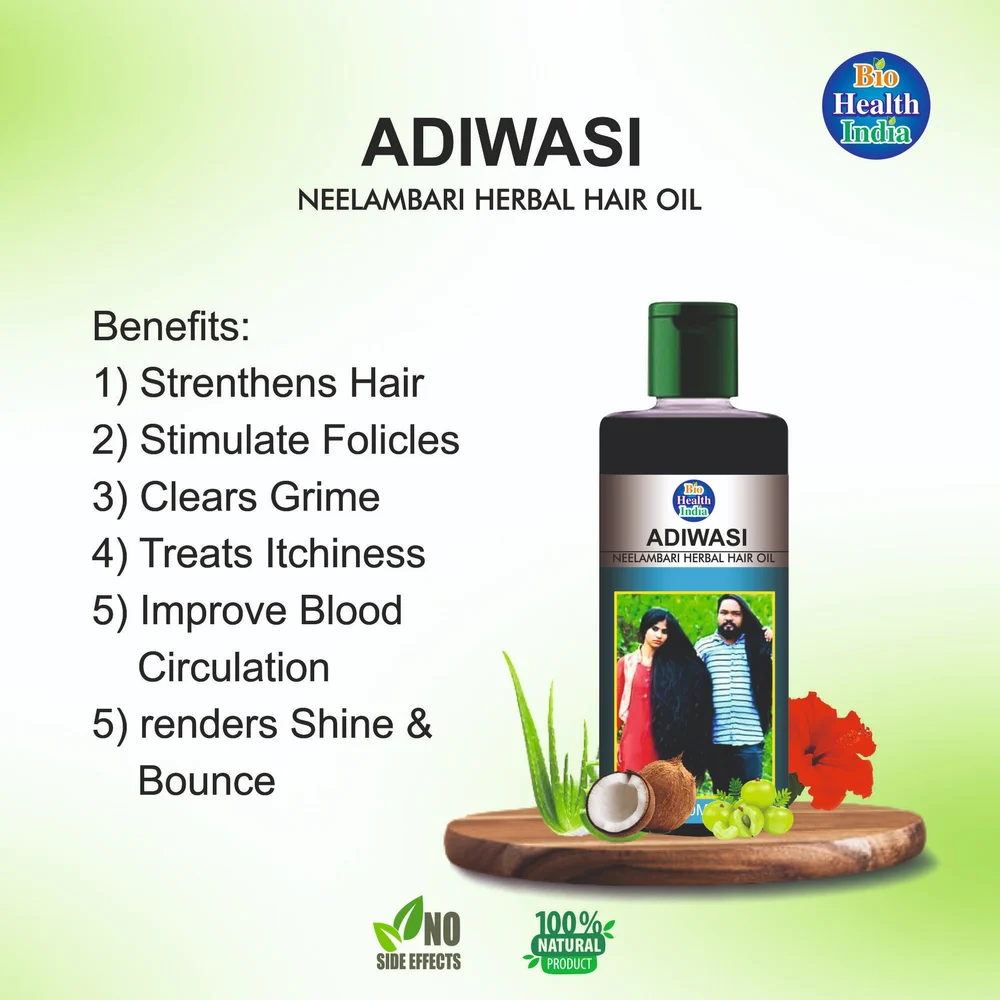 Bio
Health
India
ADIWASI
NEELAMBARI HERBAL HAIR OIL
Benefits:
1) Strenthens Hair
2) Stimulate Folicles
3) Clears Grime
4) Treats Itchiness
5) Improve Blood
Circulation
5) renders Shine &
Bounce
Bio
Health
India
ADIWASI
NEELAMBARI HERBAL HAIR OIL
NO
SIDE EFFECTS
100%
NATURAL
PRODUCT